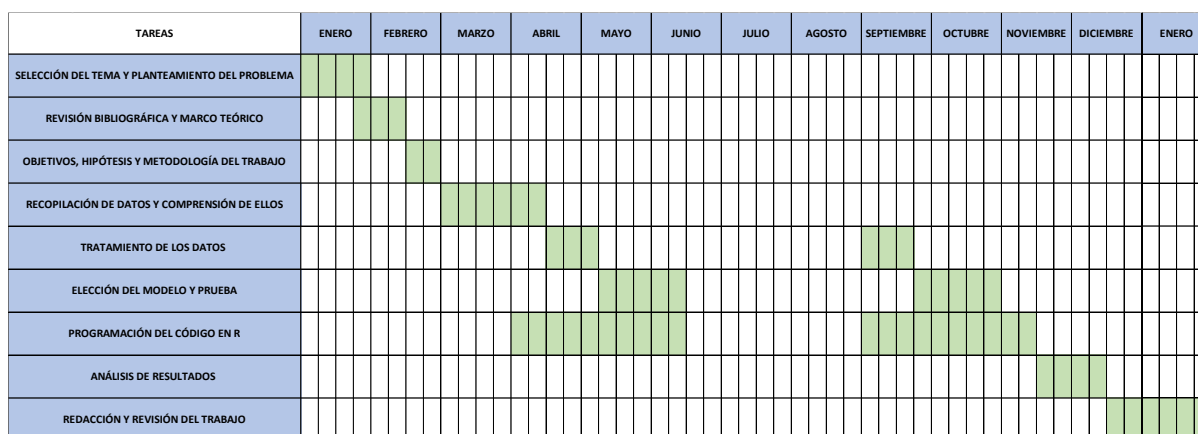 TAREAS ENERO FEBRERO MARZO ABRIL MAYO JUNIO JULIO AGOSTO SEPTIEMBRE OCTUBRE NOVIEMBRE DICIEMBRE ENERO
SELECCIÓN DEL TEMA Y PLANTEAMIENTO DEL PROBLEMA
REVISIÓN BIBLIOGRÁFICA Y MARCO TEÓRICO
OBJETIVOS, HIPÓTESIS Y METODOLOGÍA DEL TRABAJO
RECOPILACIÓN DE DATOS Y COMPRENSIÓN DE ELLOS
TRATAMIENTO DE LOS DATOS
ELECCIÓN DEL MODELO Y PRUEBA
PROGRAMACIÓN DEL CÓDIGO EN R
ANÁLISIS DE RESULTADOS
REDACCIÓN Y REVISIÓN DEL TRABAJO